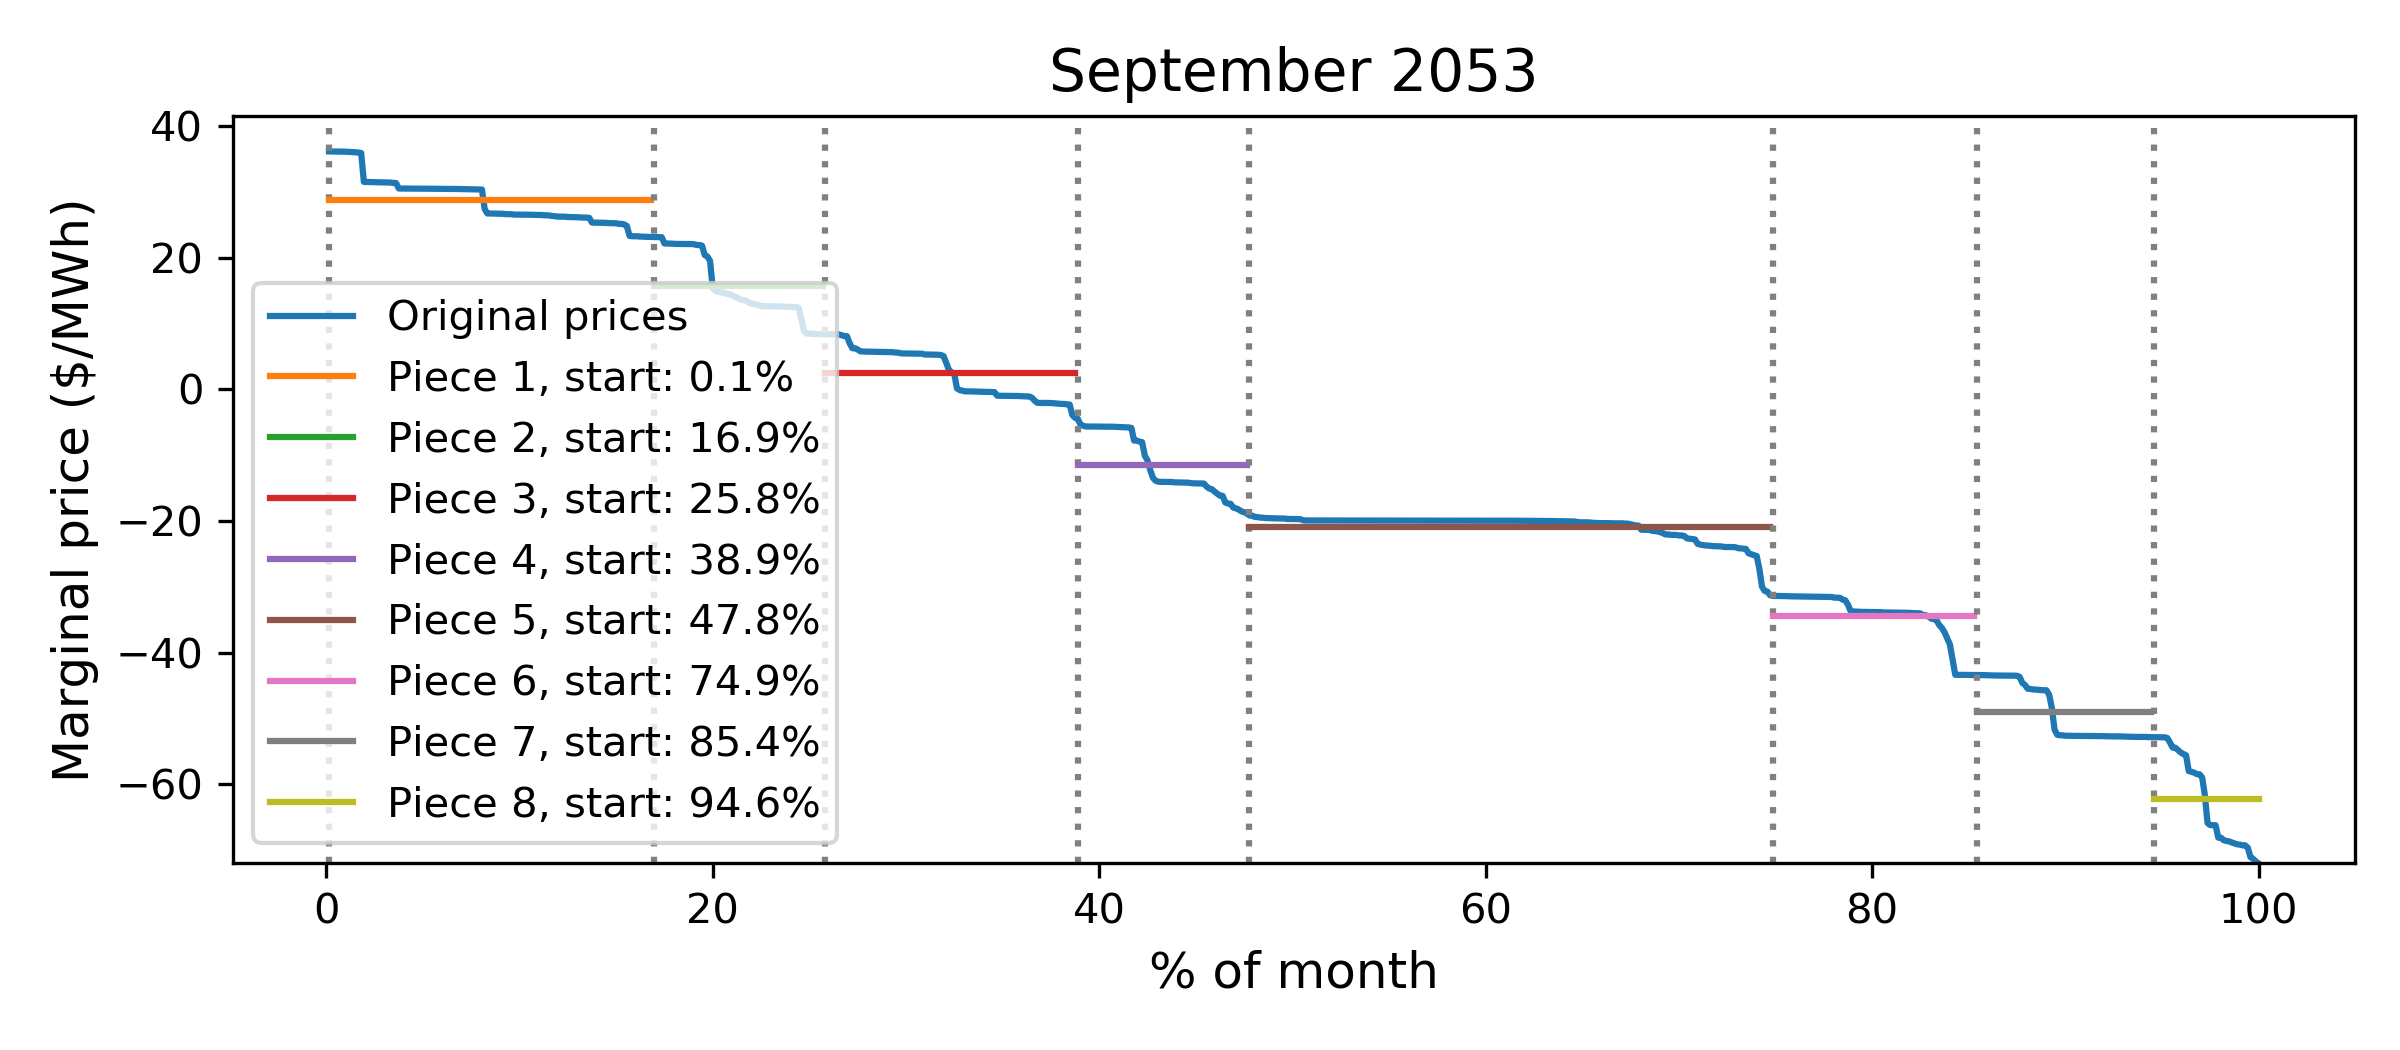 September 2053
Marginal price ($/MWh)
40
20
0
−20
−40
−60
Original prices
Piece 1, start: 0.1%
Piece 2, start: 16.9%
Piece 3, start: 25.8%
Piece 4, start: 38.9%
Piece 5, start: 47.8%
Piece 6, start: 74.9%
Piece 7, start: 85.4%
Piece 8, start: 94.6%
0 20 40 60 80 100
% of month